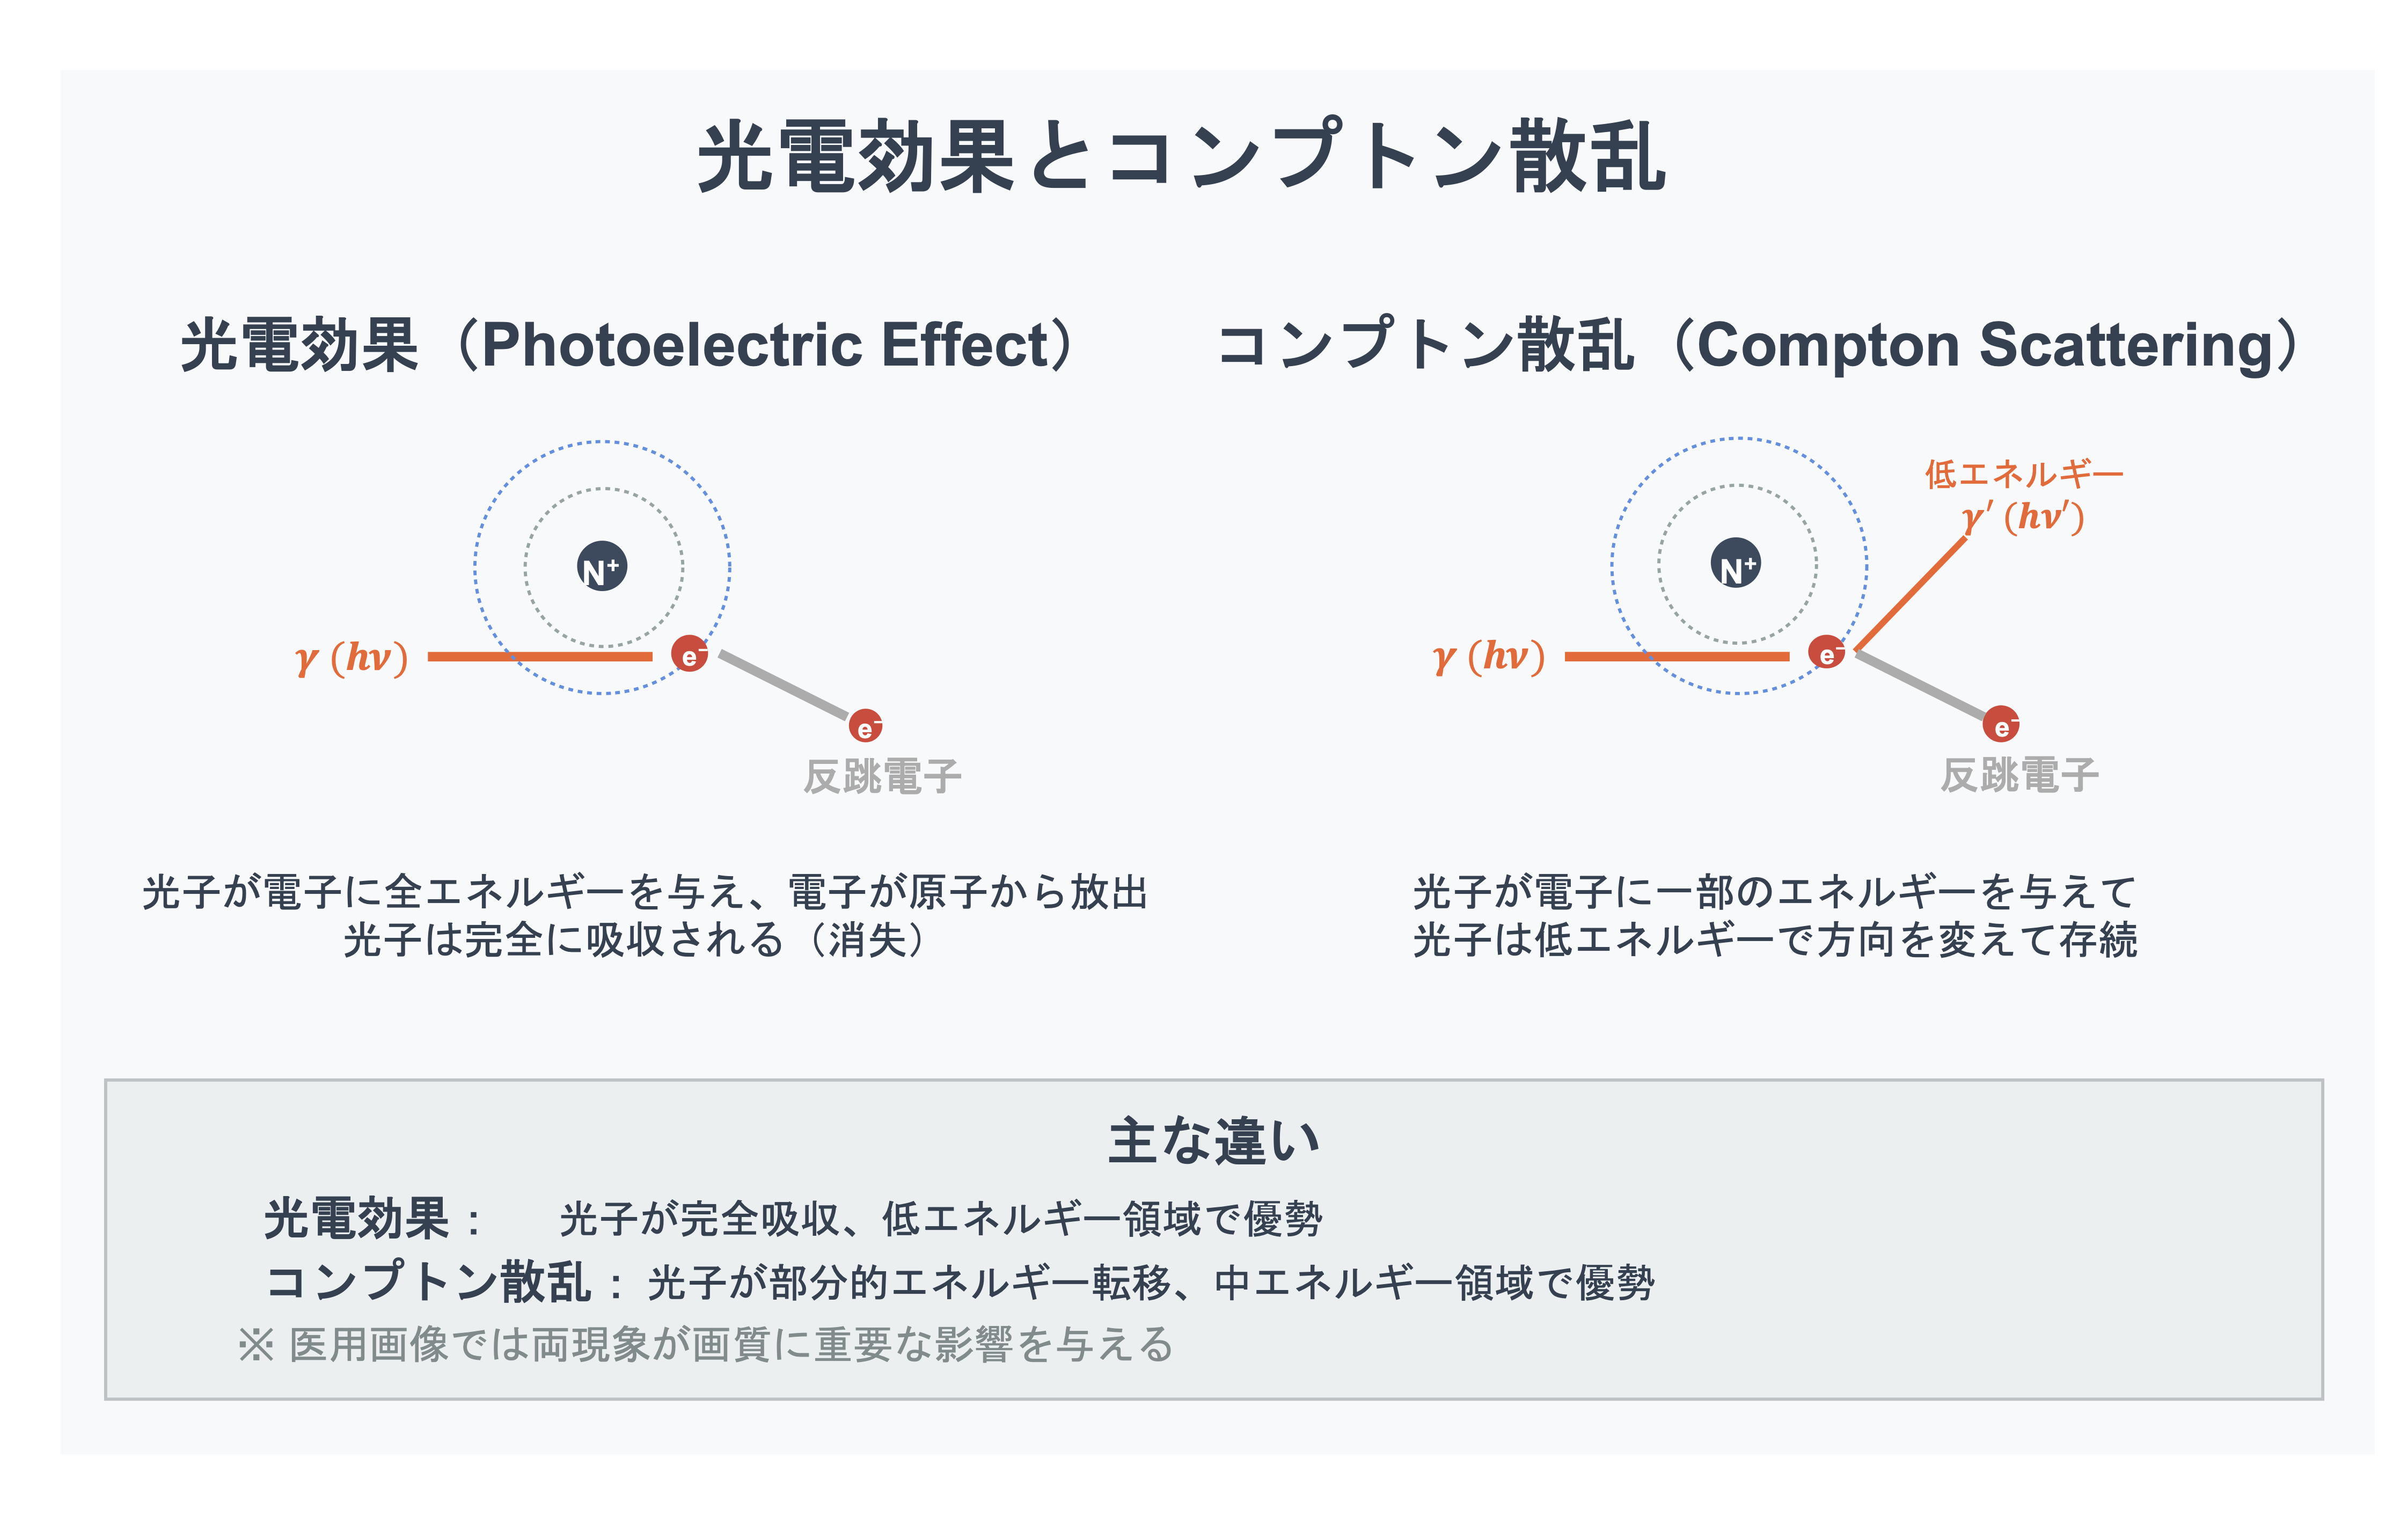 光電効果とコンプトン散乱
光電効果（Photoelectric Effect）
N⁺
γ (hν)
e⁻
e⁻
反跳電子
光子が電子に全エネルギーを与え、電子が原子から放出
光子は完全に吸収される（消失）
コンプトン散乱（Compton Scattering）
低エネルギー
γ′ (hν′)
N⁺
γ (hν)
e⁻
e⁻
反跳電子
光子が電子に一部のエネルギーを与えて
光子は低エネルギーで方向を変えて存続
主な違い
光電効果： 光子が完全吸収、低エネルギー領域で優勢
コンプトン散乱：光子が部分的エネルギー転移、中エネルギー領域で優勢
※ 医用画像では両現象が画質に重要な影響を与える